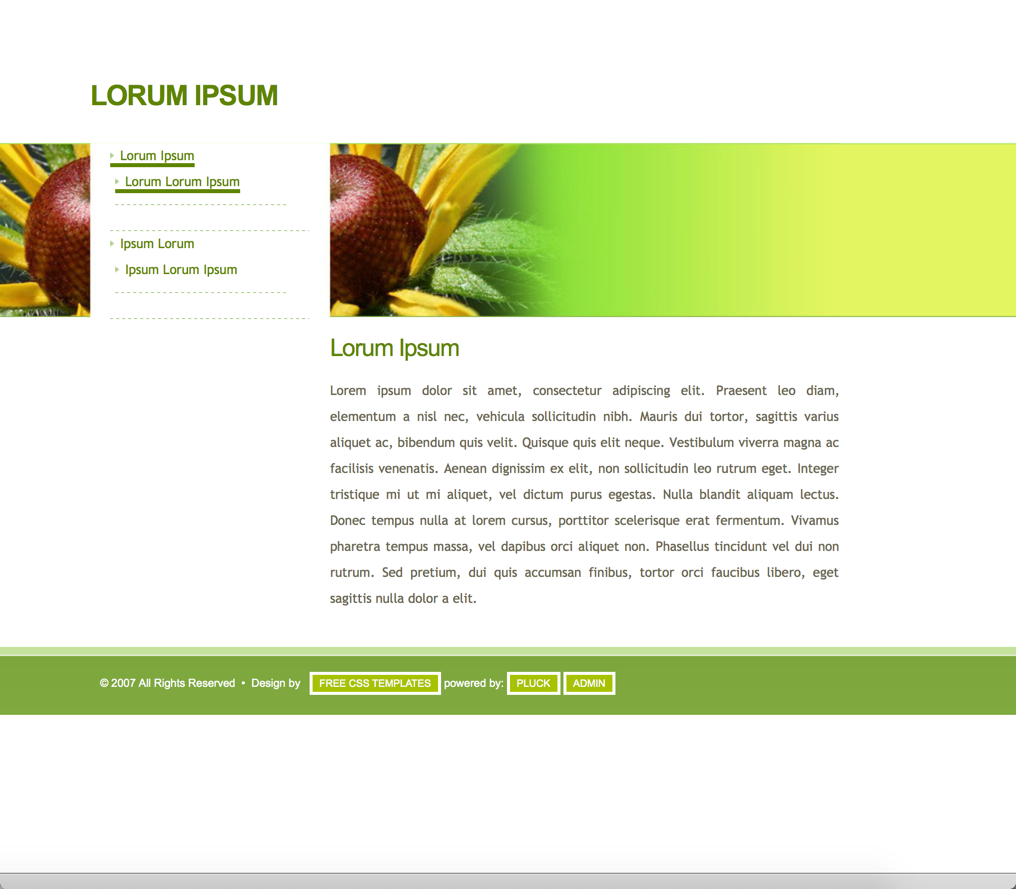 LORUM IPSUM
Lorum Ipsum
Lorum Lorum Ipsum
Ipsum Lorum
Ipsum Lorum Ipsum
Lorum Ipsum
Lorem ipsum dolor sit amet, consectetur adipiscing elit. Praesent leo diam,
elementum a nisl nec, vehicula sollicitudin nibh. Mauris dui tortor, sagittis varius
aliquet ac, bibendum quis velit. Quisque quis elit neque. Vestibulum viverra magna ac
facilisis venenatis. Aenean dignissim ex elit, non sollicitudin leo rutrum eget. Integer
tristique mi ut mi aliquet, vel dictum purus egestas. Nulla blandit aliquam lectus.
Donec tempus nulla at lorem cursus, porttitor scelerisque erat fermentum. Vivamus
pharetra tempus massa, vel dapibus orci aliquet non. Phasellus tincidunt vel dui non
rutrum. Sed pretium, dui quis accumsan finibus, tortor orci faucibus libero, eget
sagittis nulla dolor a elit.
© 2007 All Rights Reserved • Design by FREE CSS TEMPLATES powered by: PLUCK ADMIN